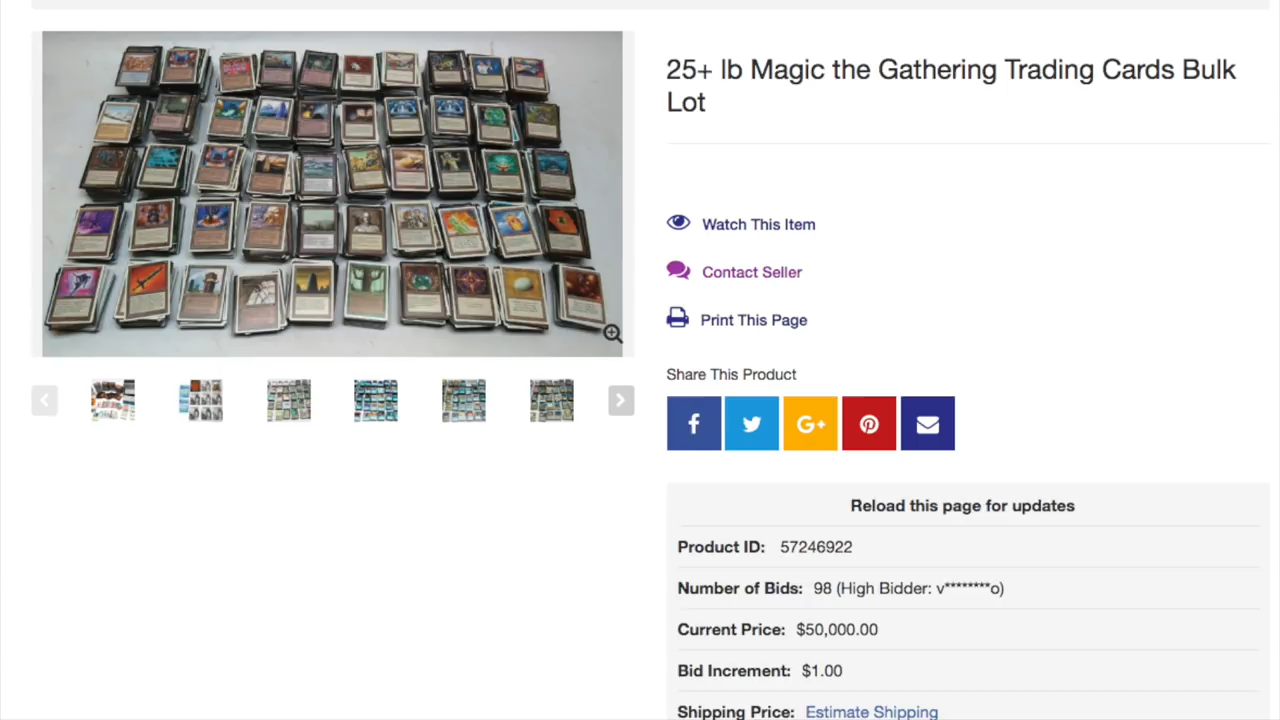 25+ lb Magic the Gathering Trading Cards Bulk
Lot
Watch This Item
Contact Seller
Print This Page
Share This Product
f
G+
Reload this page for updates
Product ID: 57246922
Number of Bids: 98 (High Bidder: v********o)
Current Price: $50,000.00
Bid Increment: $1.00
Shipping Price: Estimate Shipping